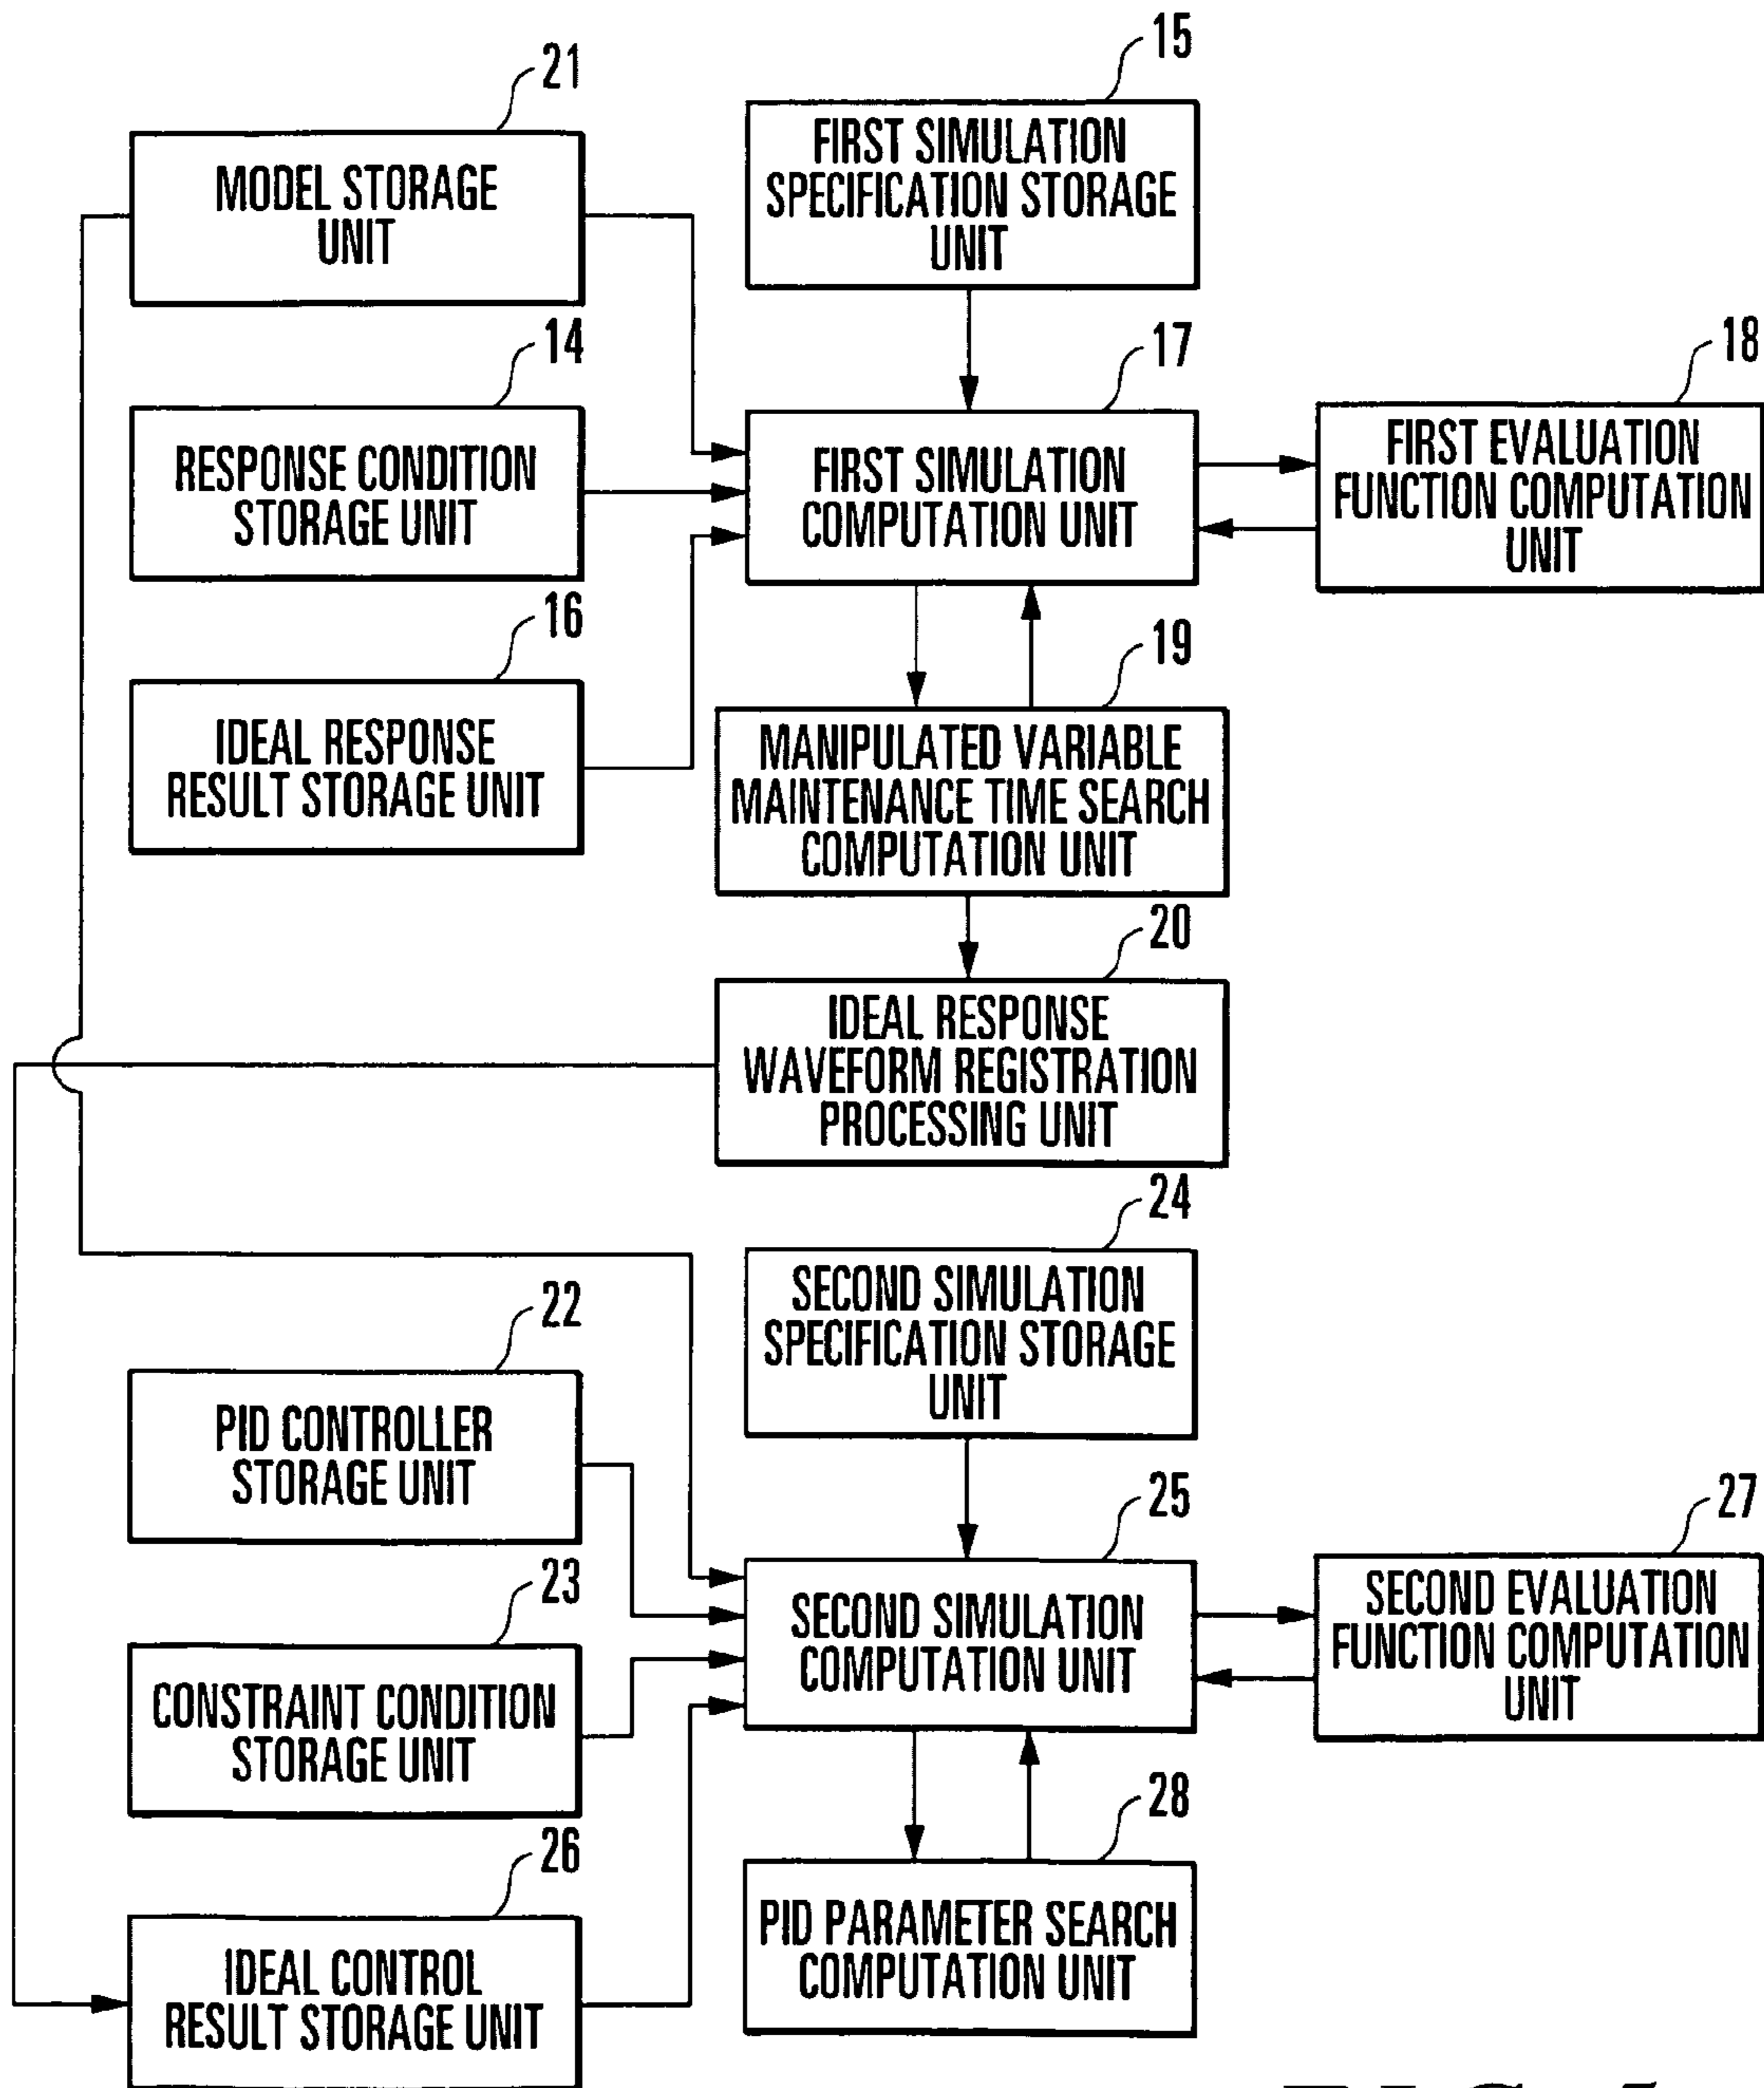 21
MODEL STORAGE
UNIT
15
FIRST SIMULATION
SPECIFICATION STORAGE
UNIT
14
RESPONSE CONDITION
STORAGE UNIT
17
FIRST SIMULATION
COMPUTATION UNIT
18
FIRST EVALUATION
FUNCTION COMPUTATION
UNIT
16
IDEAL RESPONSE
RESULT STORAGE UNIT
19
MANIPULATED VARIABLE
MAINTENANCE TIME SEARCH
COMPUTATION UNIT
20
IDEAL RESPONSE
WAVEFORM REGISTRATION
PROCESSING UNIT
24
SECOND SIMULATION
SPECIFICATION STORAGE
UNIT
22
PID CONTROLLER
STORAGE UNIT
25
SECOND SIMULATION
COMPUTATION UNIT
27
SECOND EVALUATION
FUNCTION COMPUTATION
UNIT
23
CONSTRAINT CONDITION
STORAGE UNIT
28
PID PARAMETER SEARCH
COMPUTATION UNIT
26
IDEAL CONTROL
RESULT STORAGE UNIT